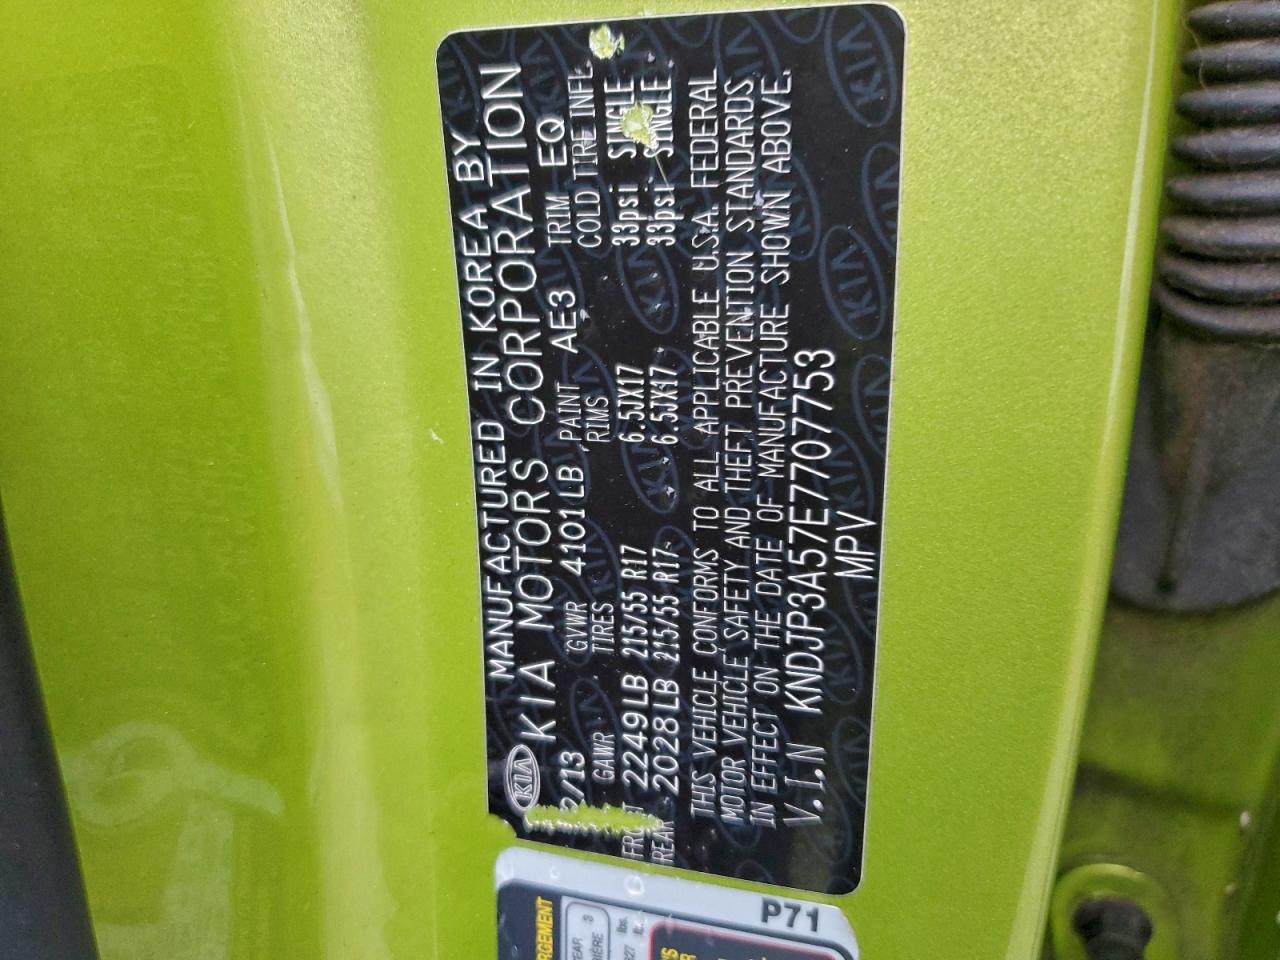 MANUFACTURED IN KOREA BY
KIA KIA MOTORS CORPORATION
/13 GVWR 4101LB PAINT AE3 TRIM EQ
GAWR TIRES RIMS COLD TIRE INFL.
2249LB 215/55 R17 6.5JX17 33psi SINGLE
REAR 2028LB 215/55 R17 6.5JX17 33psi SINGLE
THIS VEHICLE CONFORMS TO ALL APPLICABLE U.S.A. FEDERAL
MOTOR VEHICLE SAFETY AND THEFT PREVENTION STANDARDS
IN EFFECT ON THE DATE OF MANUFACTURE SHOWN ABOVE.
V.I.N KNDJP3A57E7707753
MPV
P71